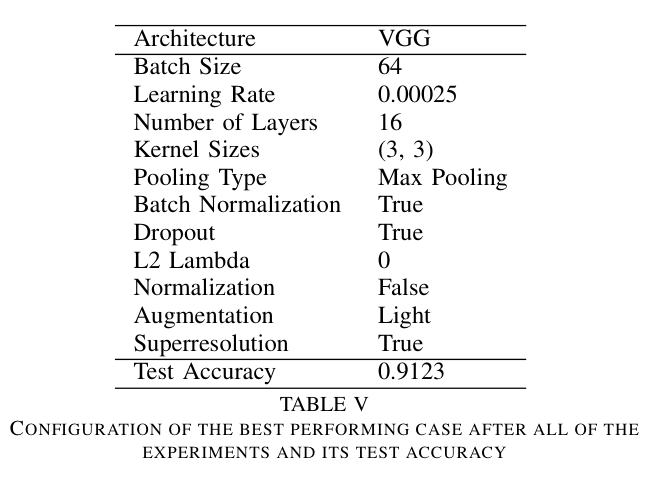 Architecture VGG
Batch Size 64
Learning Rate 0.00025
Number of Layers 16
Kernel Sizes (3, 3)
Pooling Type Max Pooling
Batch Normalization True
Dropout True
L2 Lambda 0
Normalization False
Augmentation Light
Superresolution True
Test Accuracy 0.9123
TABLE V
CONFIGURATION OF THE BEST PERFORMING CASE AFTER ALL OF THE
EXPERIMENTS AND ITS TEST ACCURACY